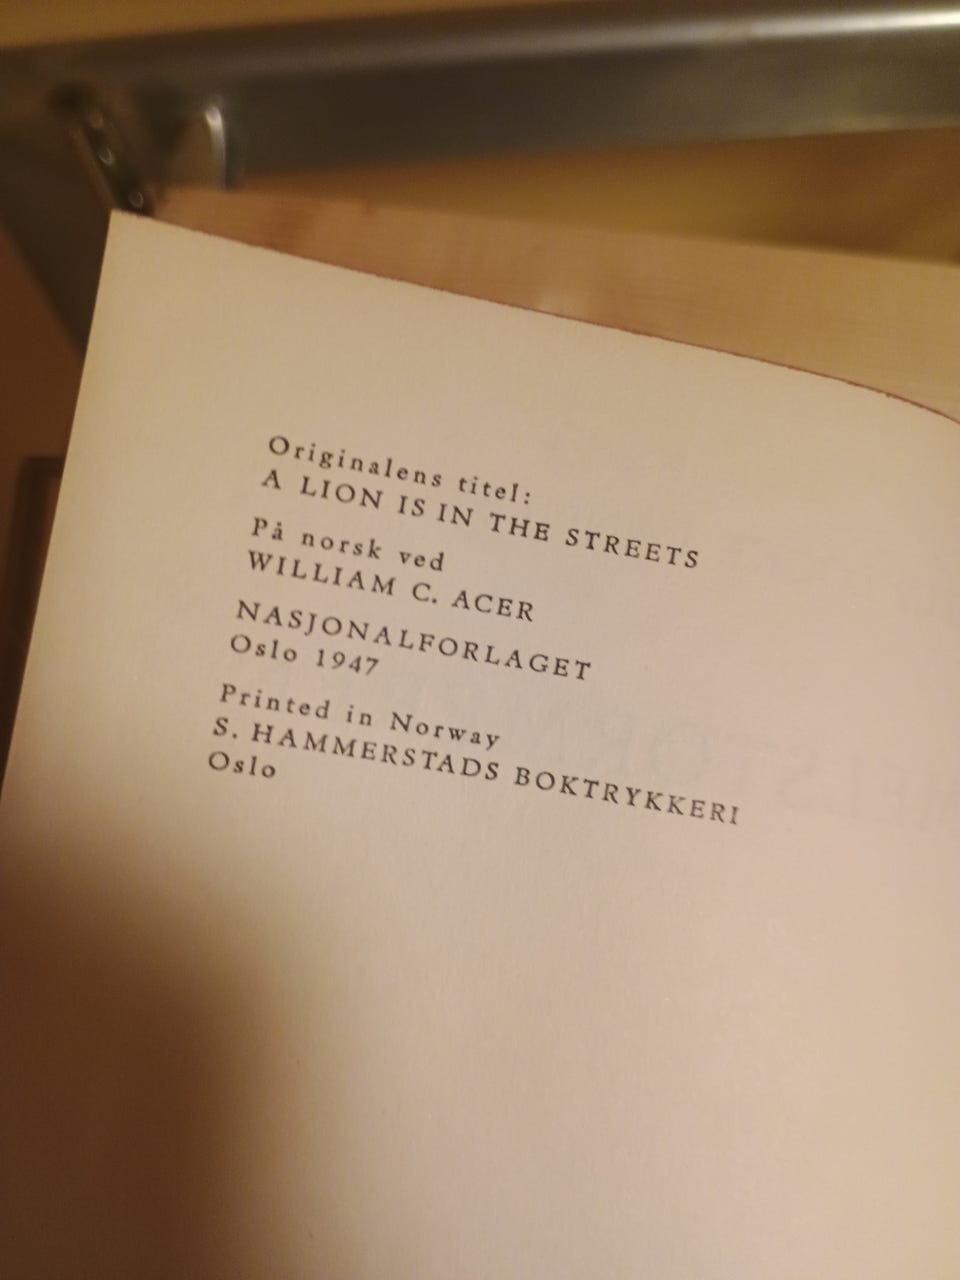 Originalens titel:
A LION IS IN THE STREETS
På norsk ved
WILLIAM C. ACER
NASJONALFORLAGET
Oslo 1947
Printed in Norway
S. HAMMERSTADS BOKTRYKKERI
Oslo